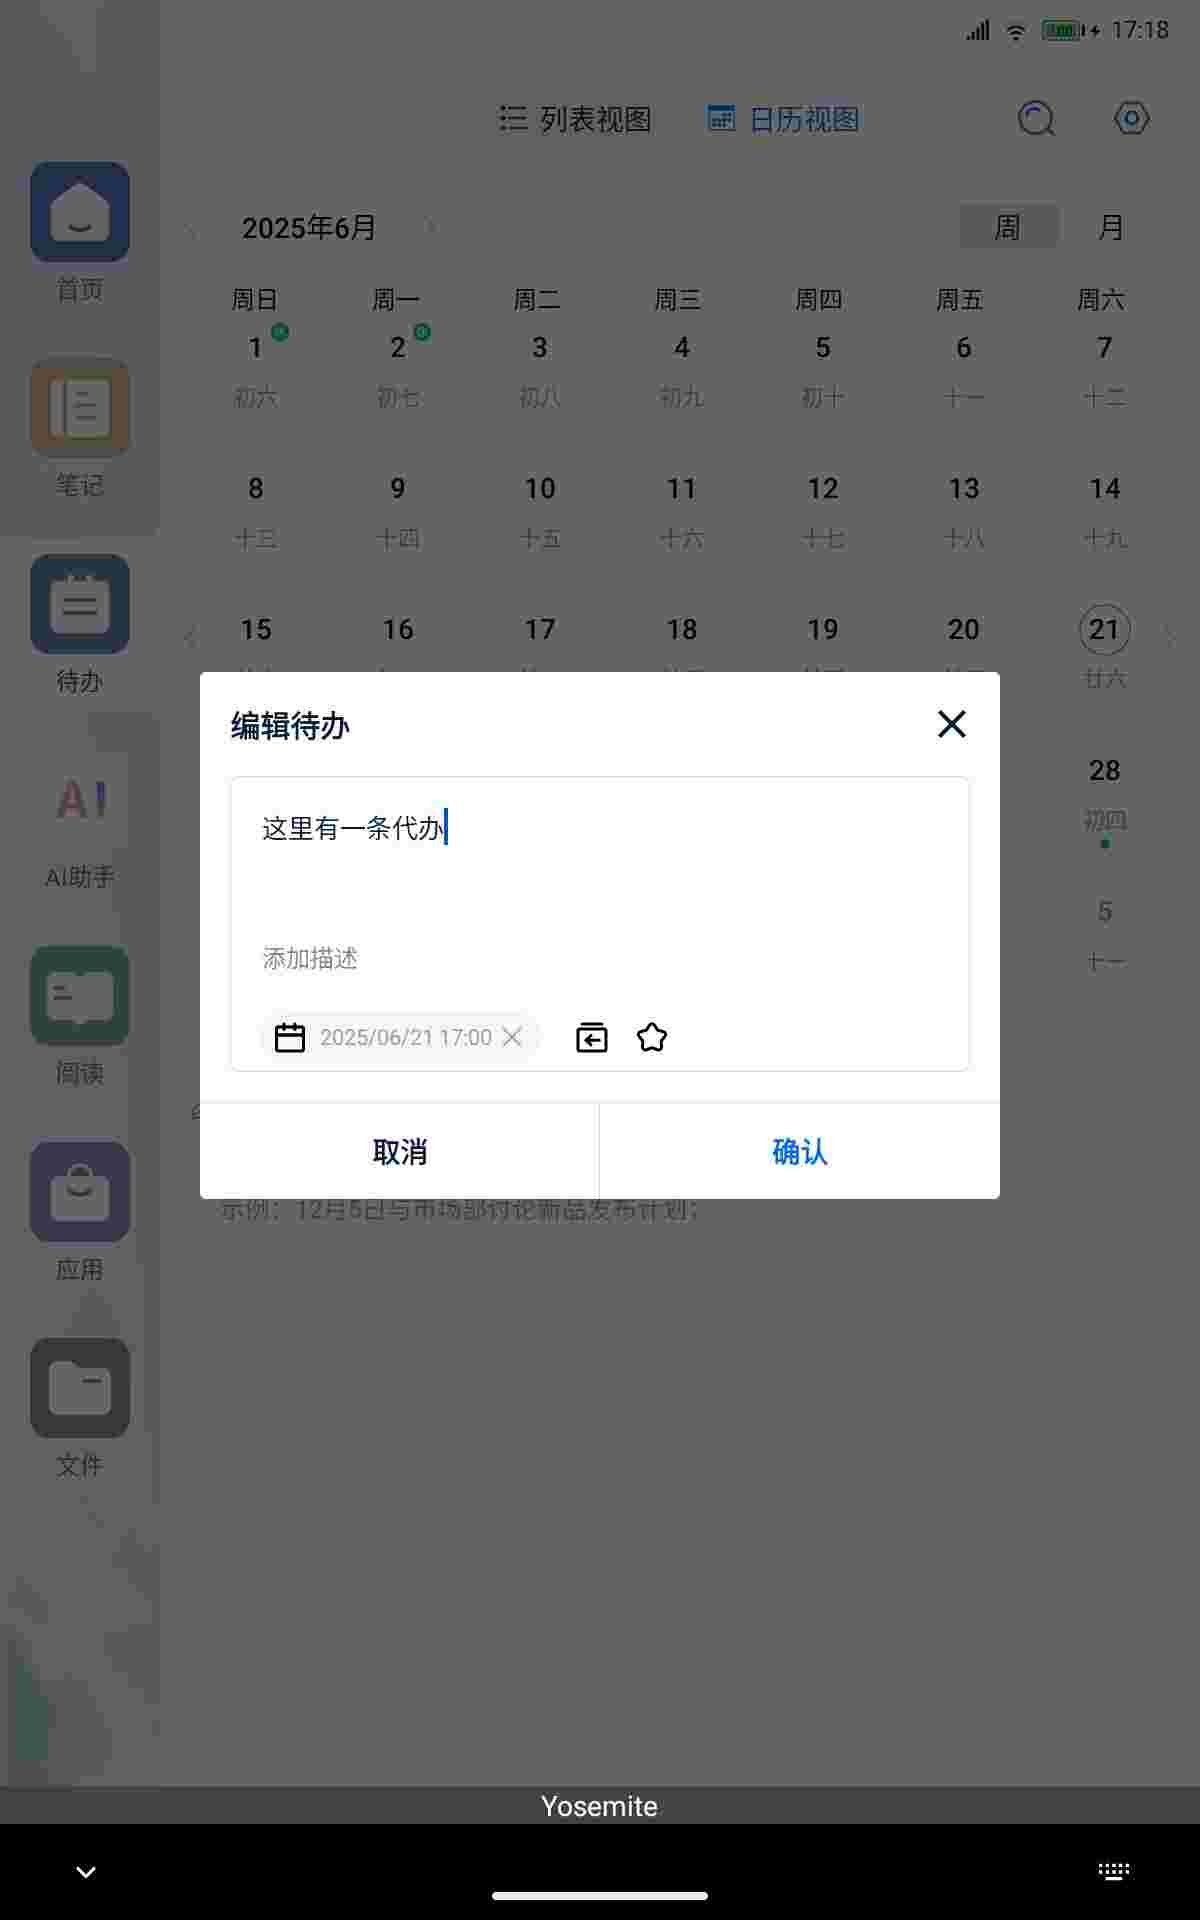 17:18
列表视图 日历视图
2025年6月 周 月
周日 周一 周二 周三 周四 周五 周六
1 2 3 4 5 6 7
初六 初七 初八 初九 初十 十一 十二
8 9 10 11 12 13 14
十三 十四 十五 十六 十七 十八 十九
15 16 17 18 19 20 21
廿六
28
初四
5
十一
首页
笔记
待办
AI
AI助手
阅读
应用
文件
编辑待办
这里有一条代办
添加描述
2025/06/21 17:00
取消 确认
示例：12月5日与市场部讨论新品发布计划；
Yosemite